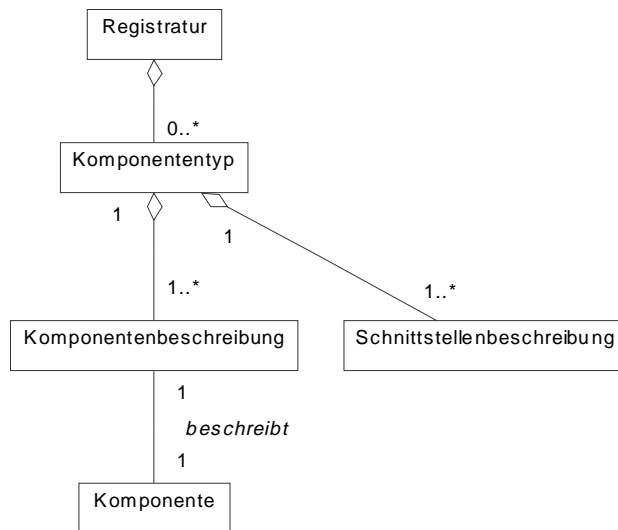 Registratur
0..*
Komponententyp
1
1
1..*
1..*
Komponentenbeschreibung
Schnittstellenbeschreibung
1
beschreibt
1
Komponente